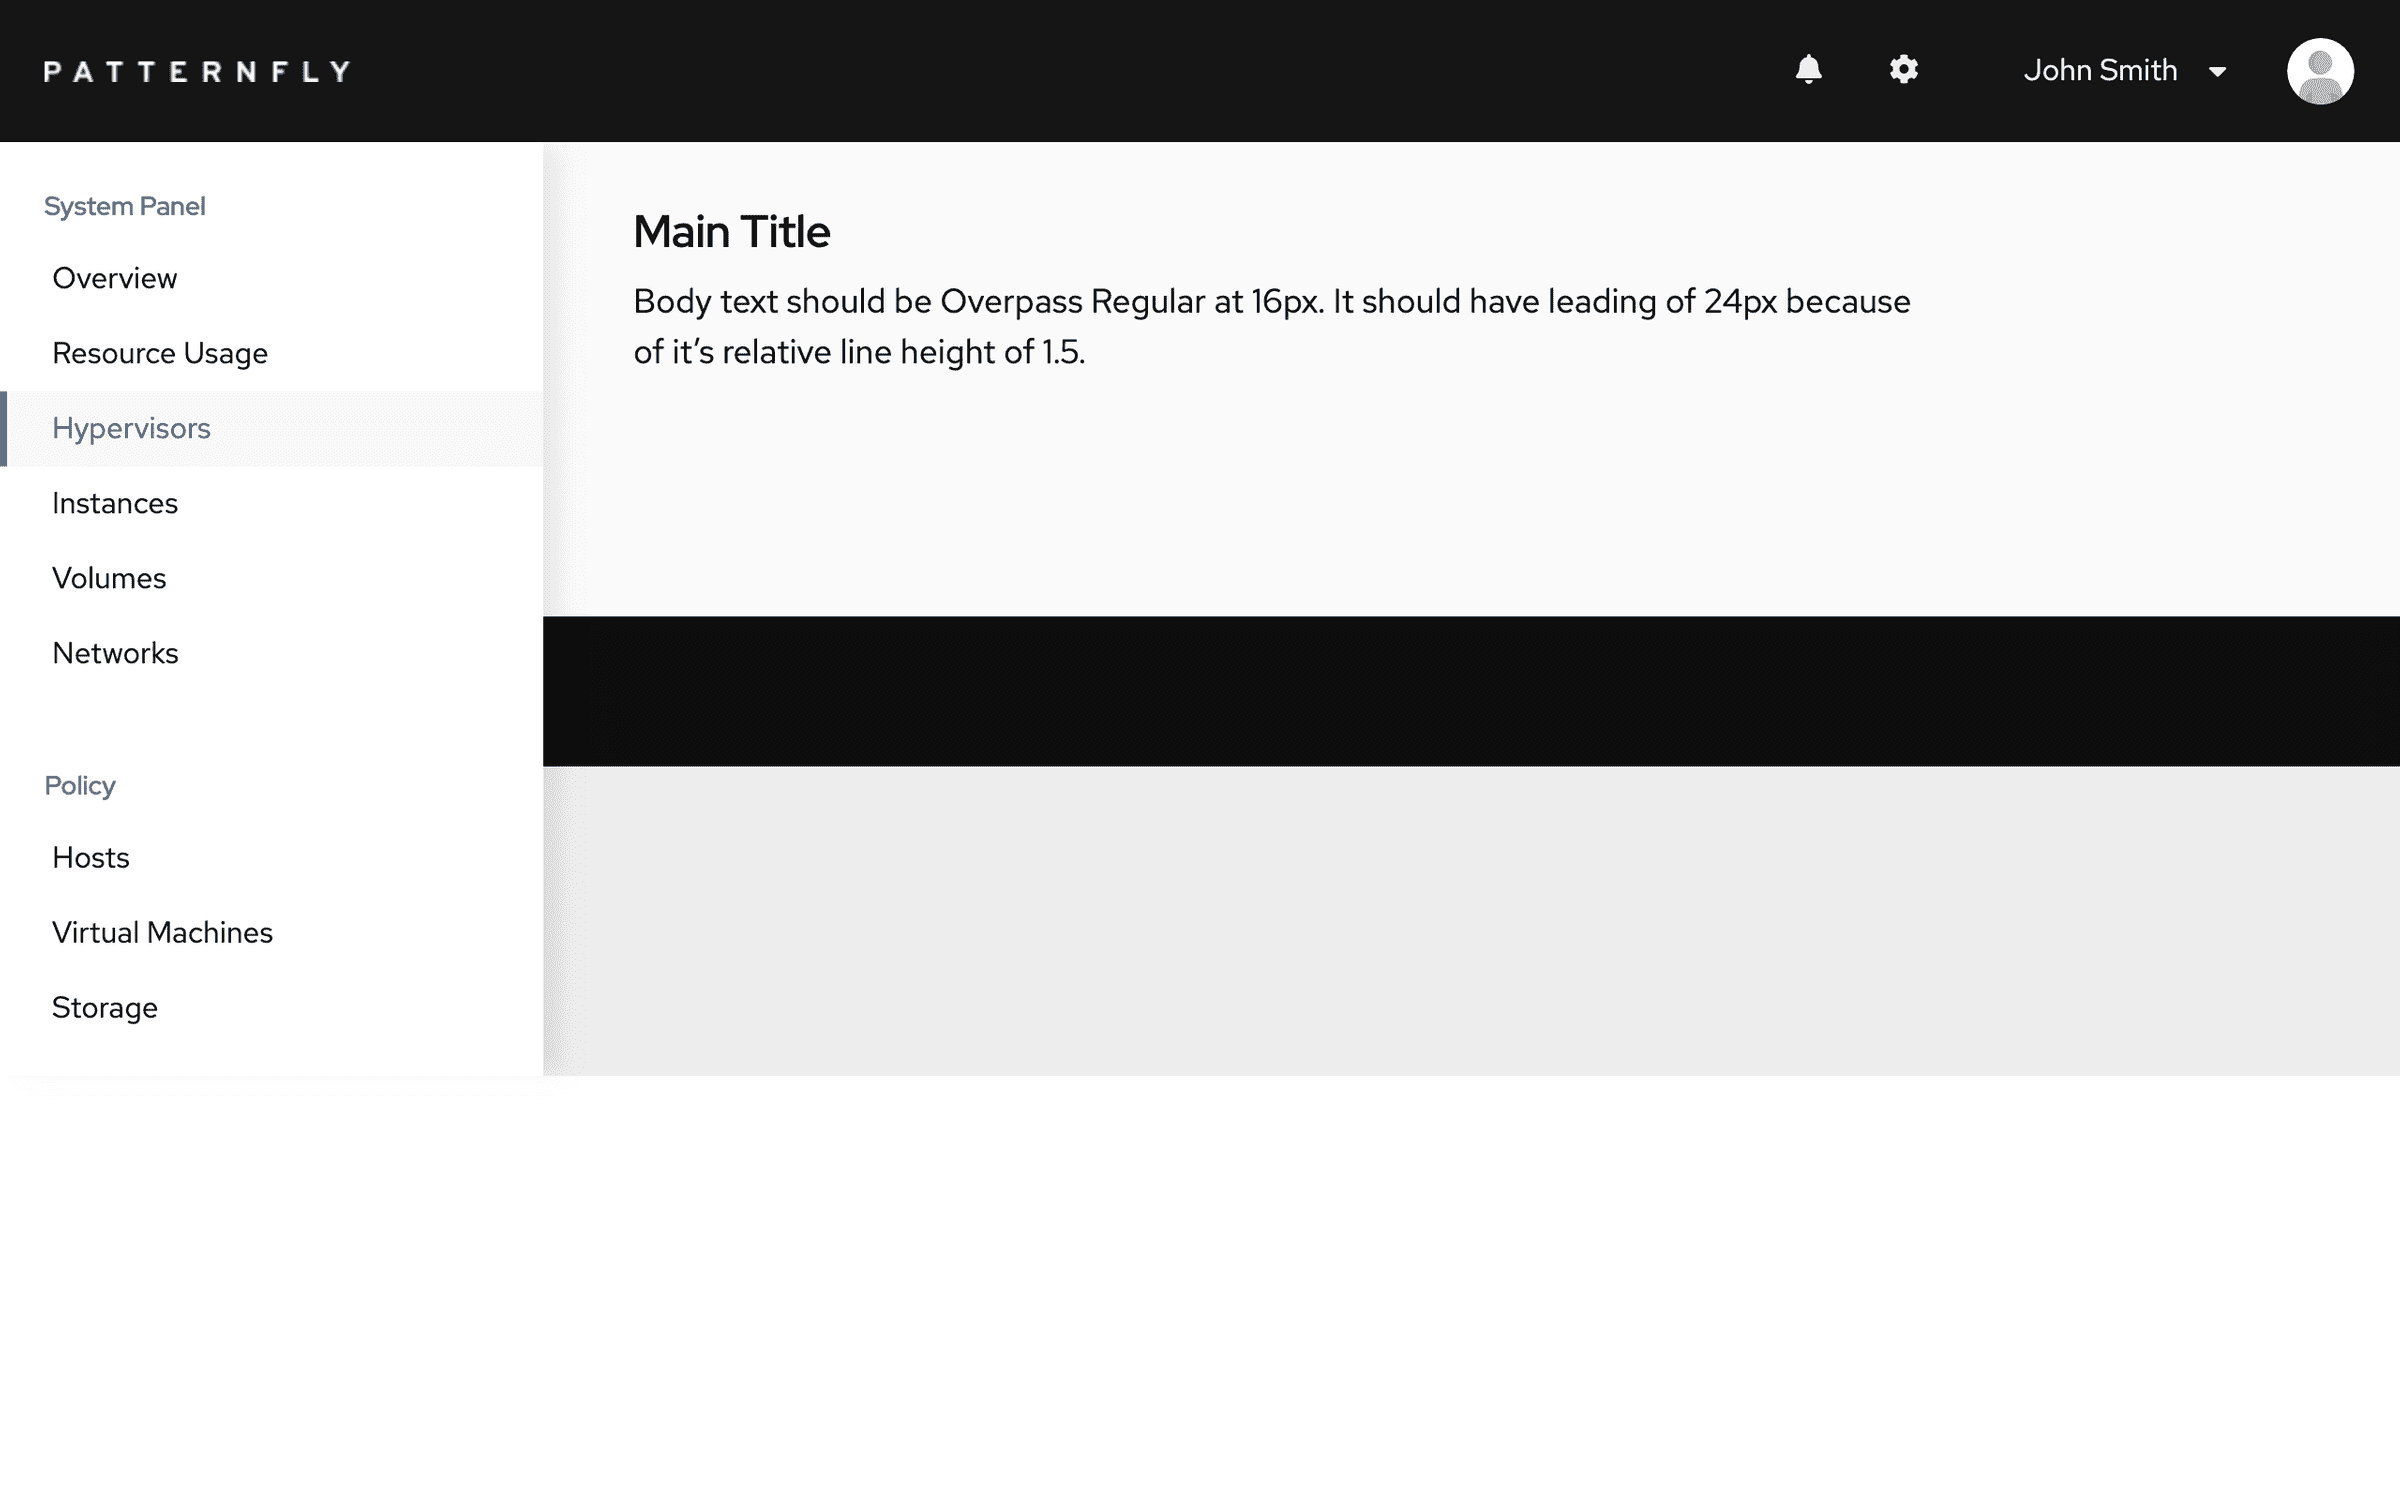 PATTERNFLY
John Smith
System Panel
Overview
Resource Usage
Hypervisors
Instances
Volumes
Networks
Policy
Hosts
Virtual Machines
Storage
Main Title
Body text should be Overpass Regular at 16px. It should have leading of 24px because
of it’s relative line height of 1.5.